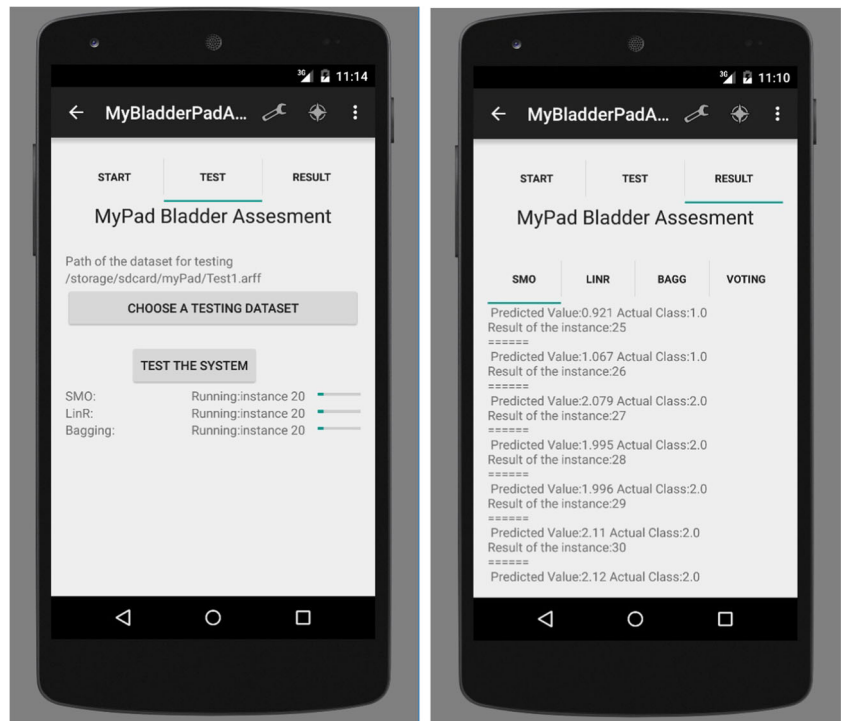 3G 11:14
MyBladderPadA...
START TEST RESULT
MyPad Bladder Assesment
Path of the dataset for testing
/storage/sdcard/myPad/Test1.arff
CHOOSE A TESTING DATASET
TEST THE SYSTEM
SMO: Running:instance 20
LinR: Running:instance 20
Bagging: Running:instance 20
3G 11:10
MyBladderPadA...
START TEST RESULT
MyPad Bladder Assesment
SMO LINR BAGG VOTING
Predicted Value:0.921 Actual Class:1.0
Result of the instance:25
======
Predicted Value:1.067 Actual Class:1.0
Result of the instance:26
======
Predicted Value:2.079 Actual Class:2.0
Result of the instance:27
======
Predicted Value:1.995 Actual Class:2.0
Result of the instance:28
======
Predicted Value:1.996 Actual Class:2.0
Result of the instance:29
======
Predicted Value:2.11 Actual Class:2.0
Result of the instance:30
======
Predicted Value:2.12 Actual Class:2.0